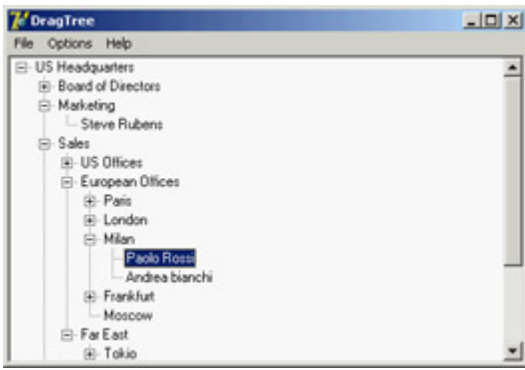 DragTree
File Options Help
US Headquarters
Board of Directors
Marketing
Steve Rubens
Sales
US Offices
European Offices
Paris
London
Milan
Paolo Rossi
Andrea bianchi
Frankfurt
Moscow
Far East
Tokio